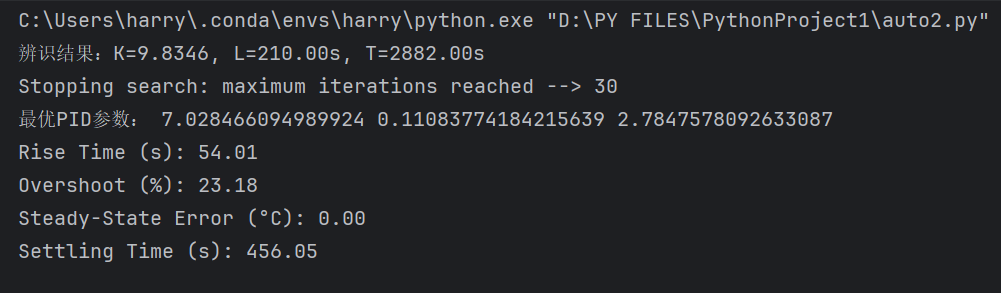 C:\Users\harry\.conda\envs\harry\python.exe "D:\PY FILES\PythonProject1\auto2.py"
辨识结果：K=9.8346, L=210.00s, T=2882.00s
Stopping search: maximum iterations reached --> 30
最优PID参数： 7.028466094989924 0.11083774184215639 2.7847578092633087
Rise Time (s): 54.01
Overshoot (%): 23.18
Steady-State Error (°C): 0.00
Settling Time (s): 456.05